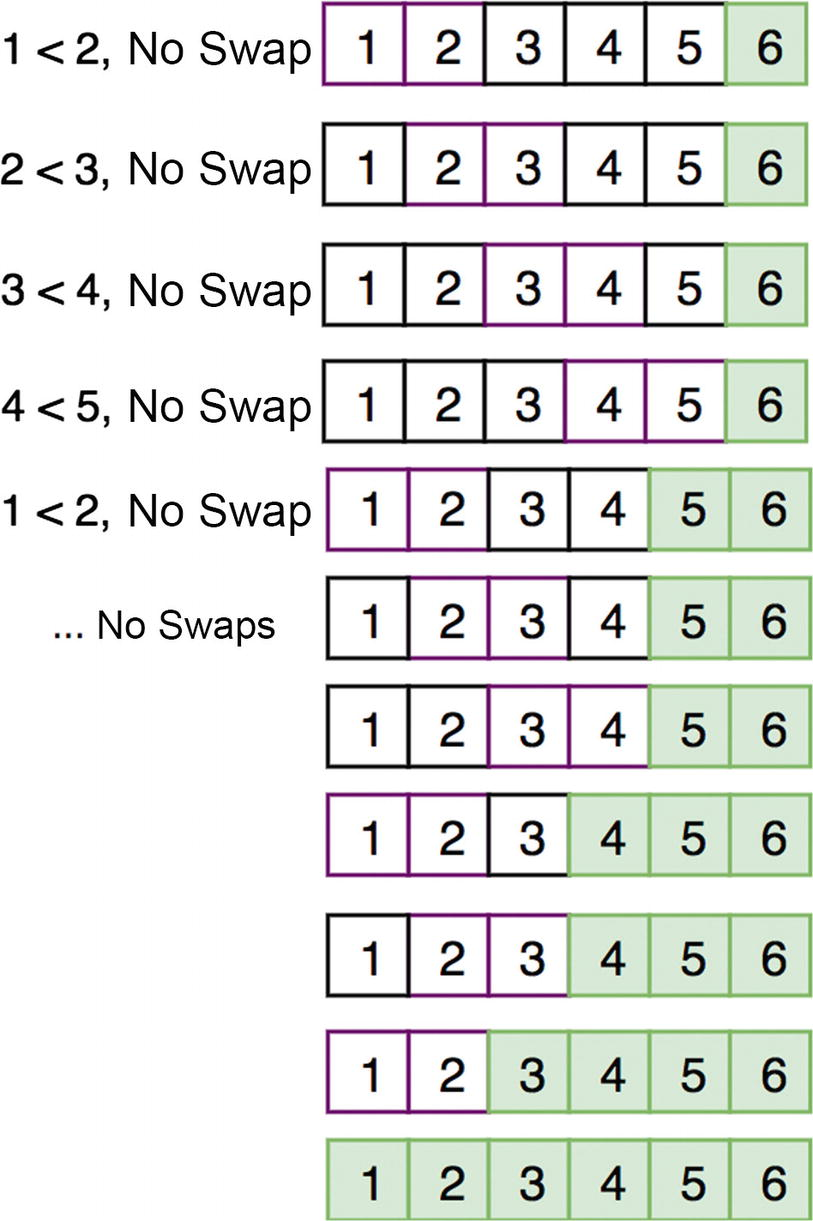 1 < 2, No Swap 1 2 3 4 5 6
2 < 3, No Swap 1 2 3 4 5 6
3 < 4, No Swap 1 2 3 4 5 6
4 < 5, No Swap 1 2 3 4 5 6
1 < 2, No Swap 1 2 3 4 5 6
... No Swaps 1 2 3 4 5 6
1 2 3 4 5 6
1 2 3 4 5 6
1 2 3 4 5 6
1 2 3 4 5 6
1 2 3 4 5 6